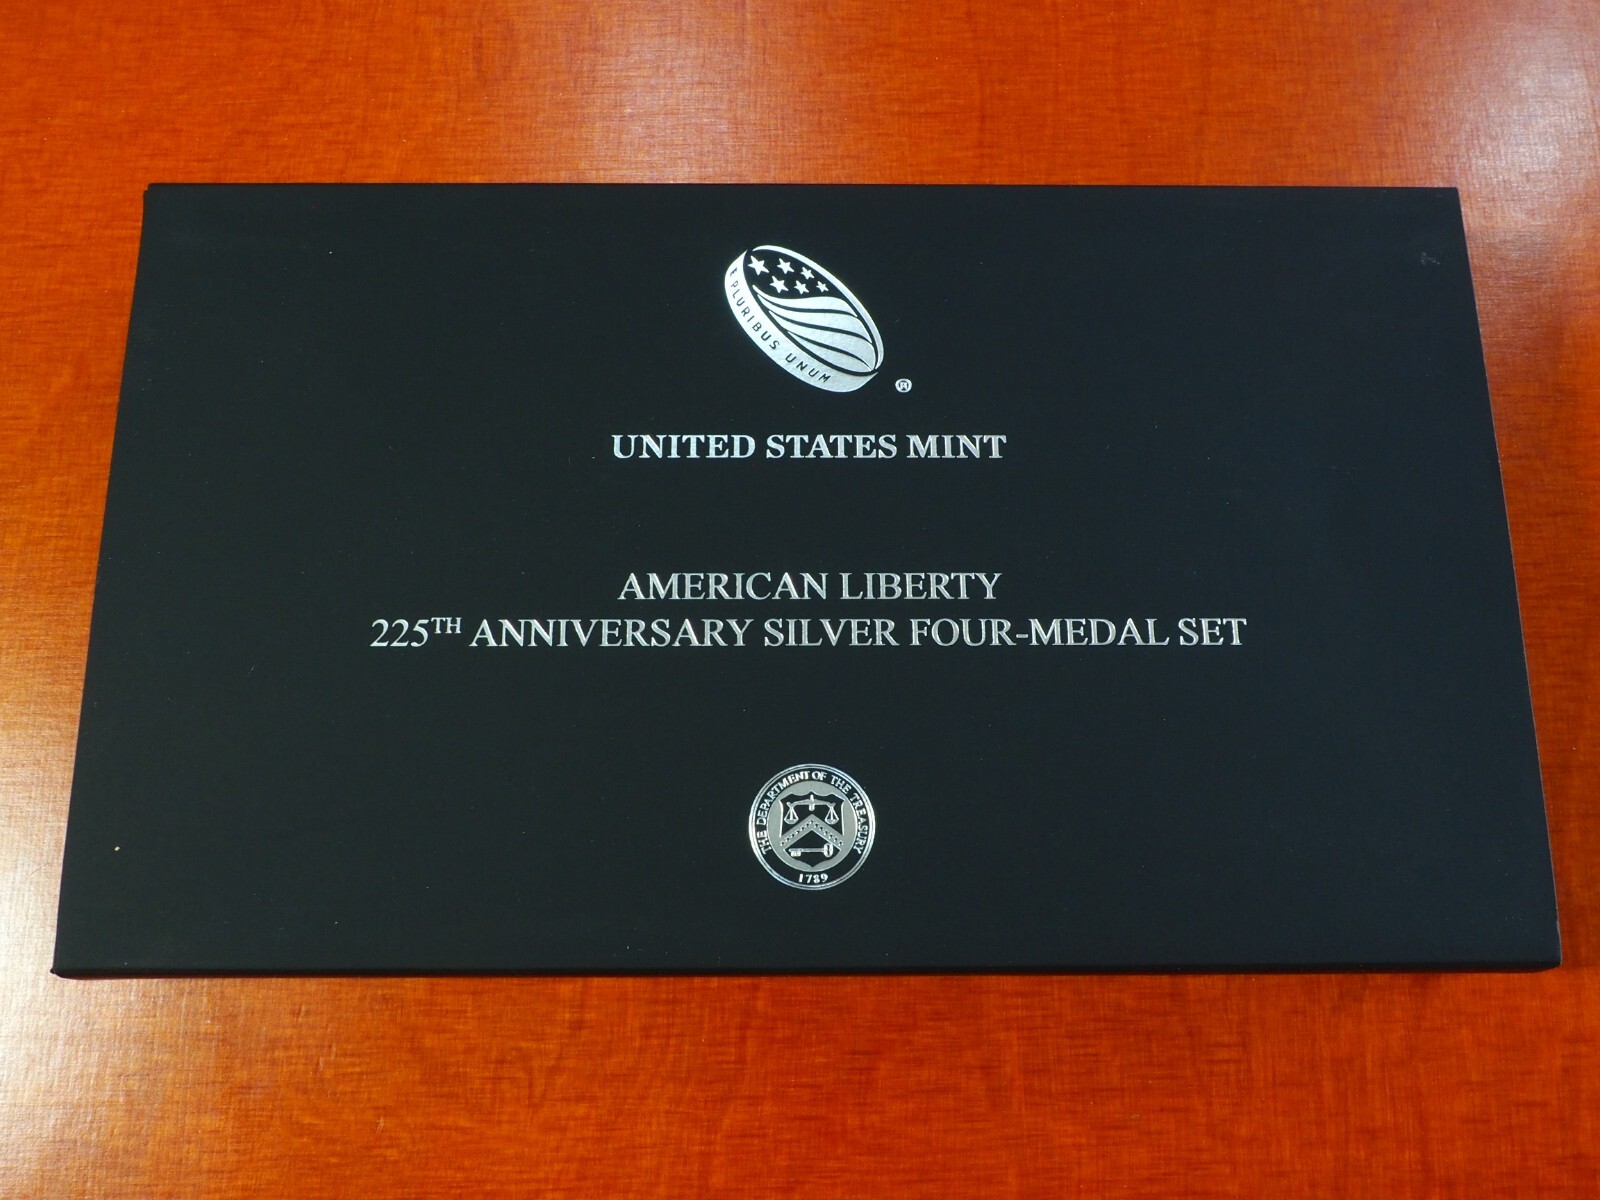 E PLURIBUS UNUM
®
UNITED STATES MINT
AMERICAN LIBERTY
225TH ANNIVERSARY SILVER FOUR-MEDAL SET
THE DEPARTMENT OF THE TREASURY
1789